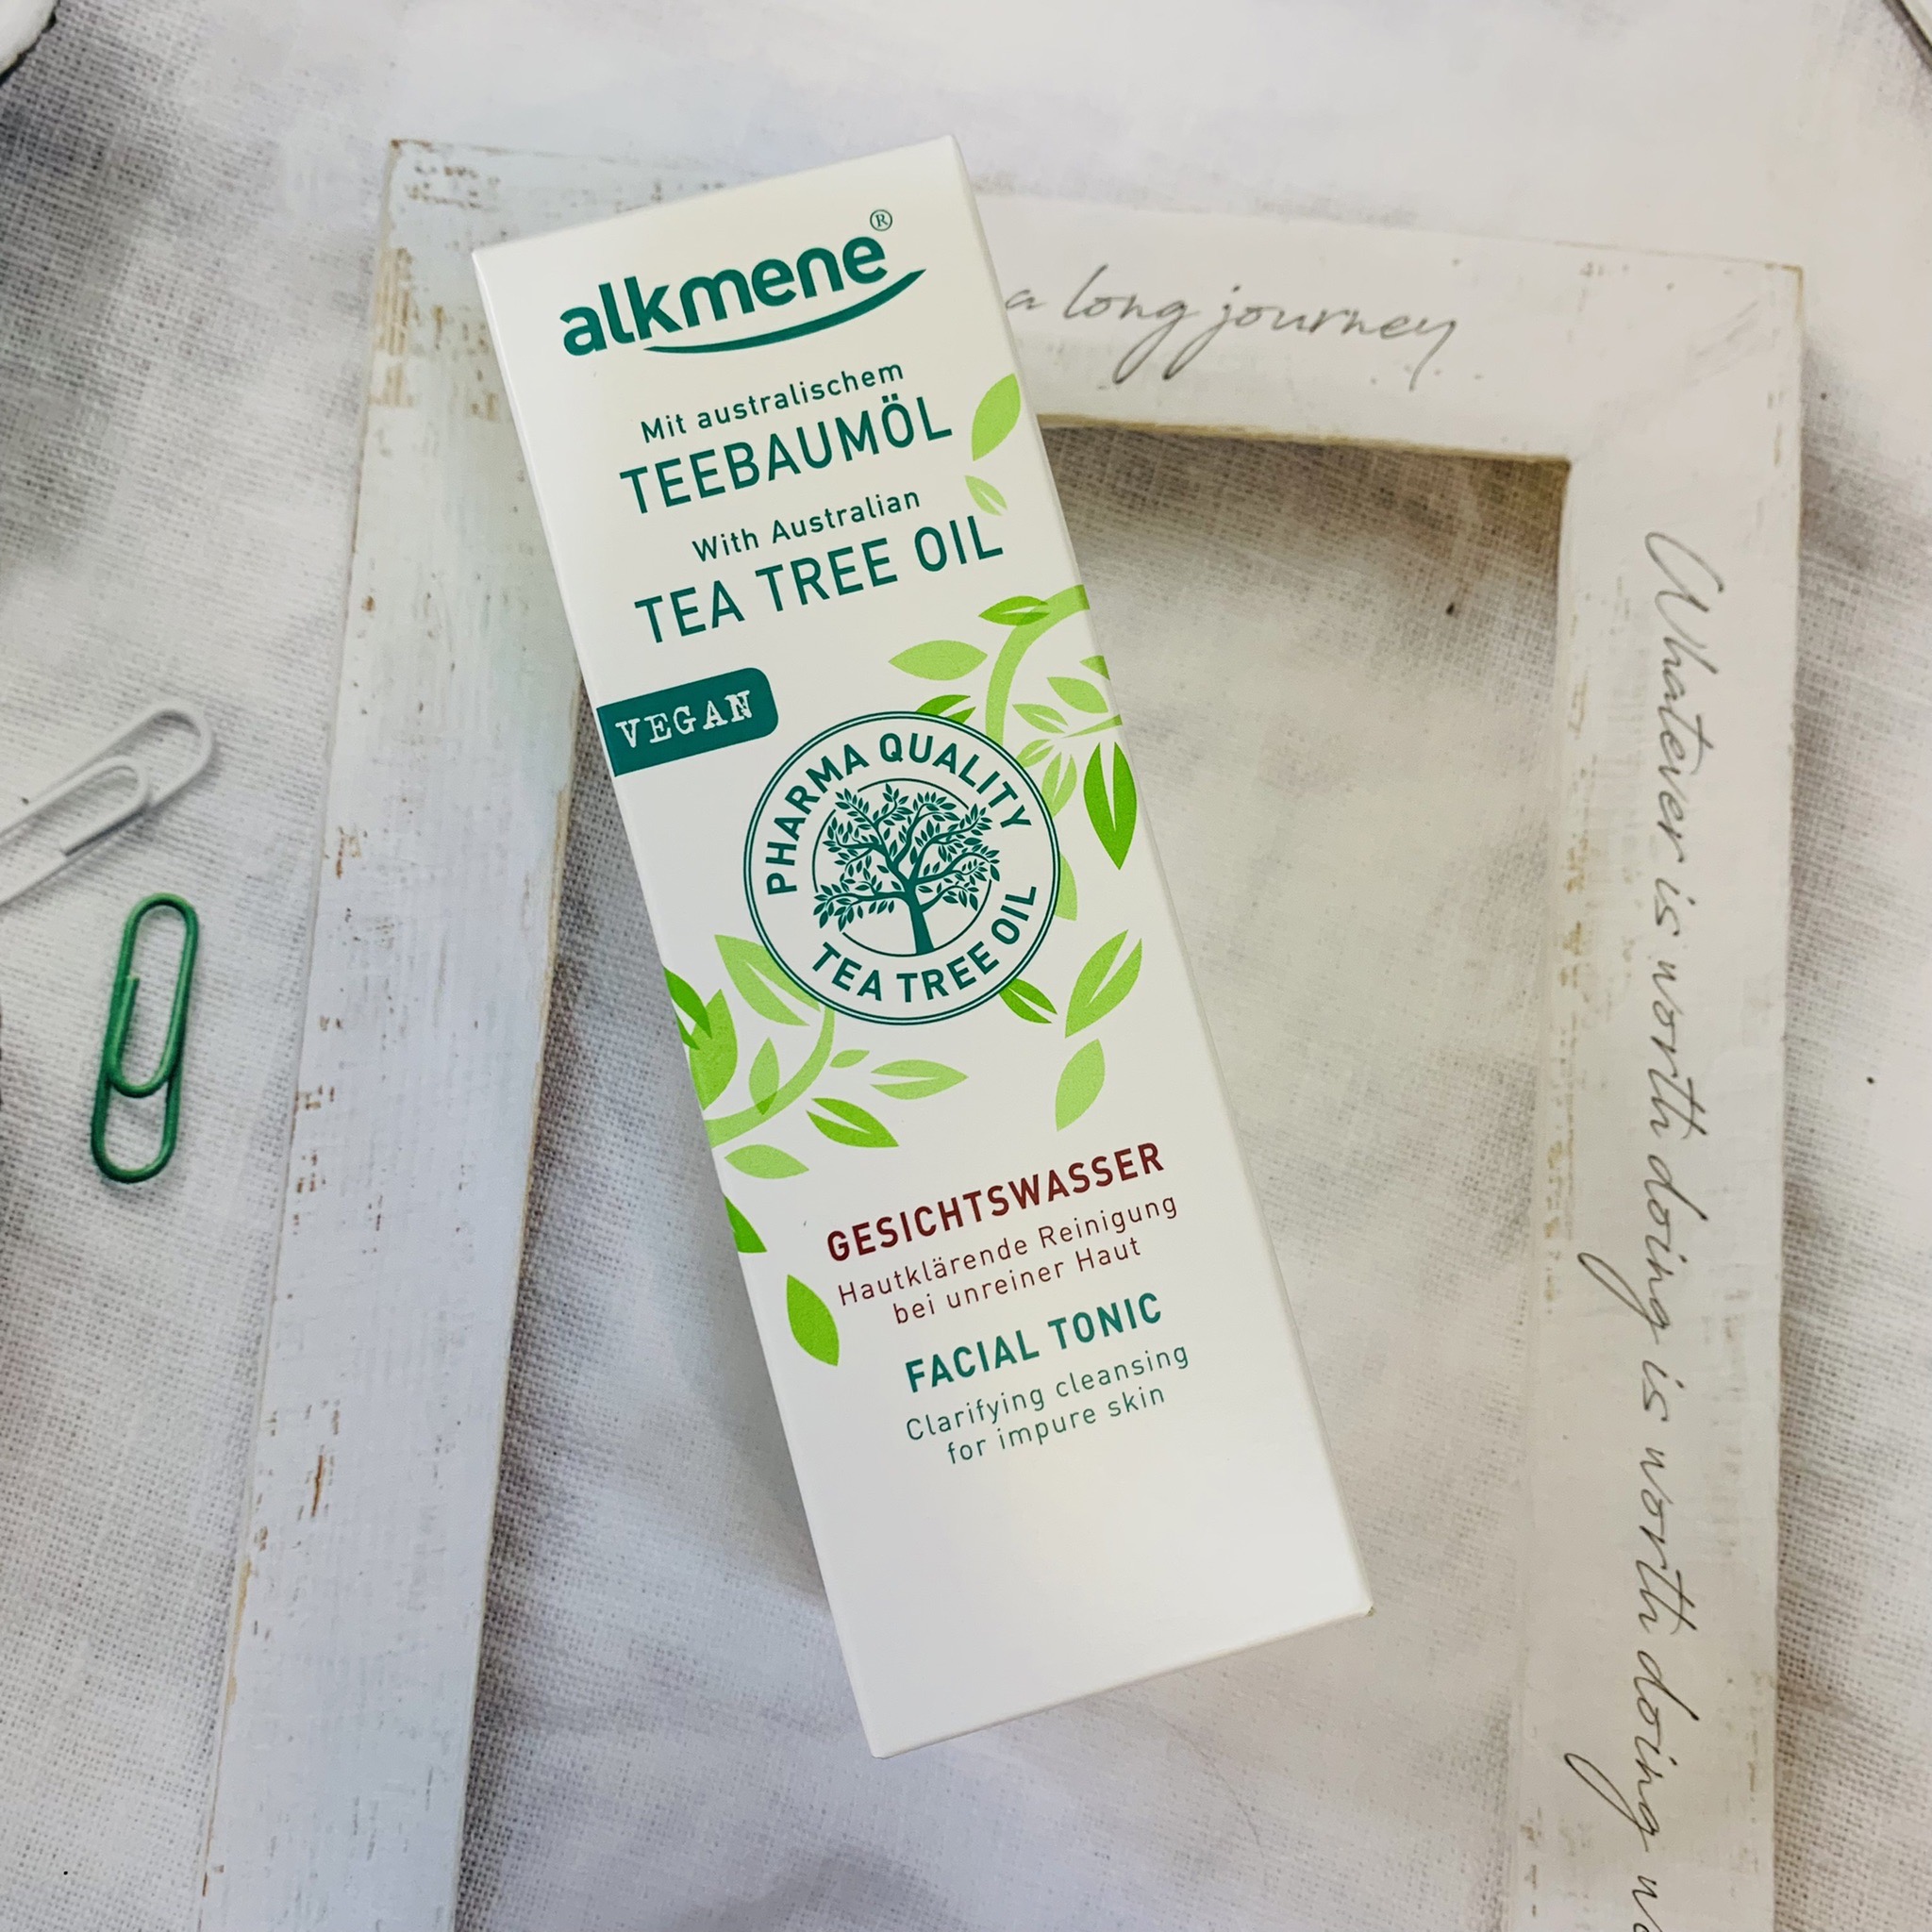 alkmene®
Mit australischem
TEEBAUMÖL
With Australian
TEA TREE OIL
VEGAN
PHARMA QUALITY
TEA TREE OIL
GESICHTSWASSER
Hautklärende Reinigung
bei unreiner Haut
FACIAL TONIC
Clarifying cleansing
for impure skin
a long journey
Whatever is worth doing is worth doing